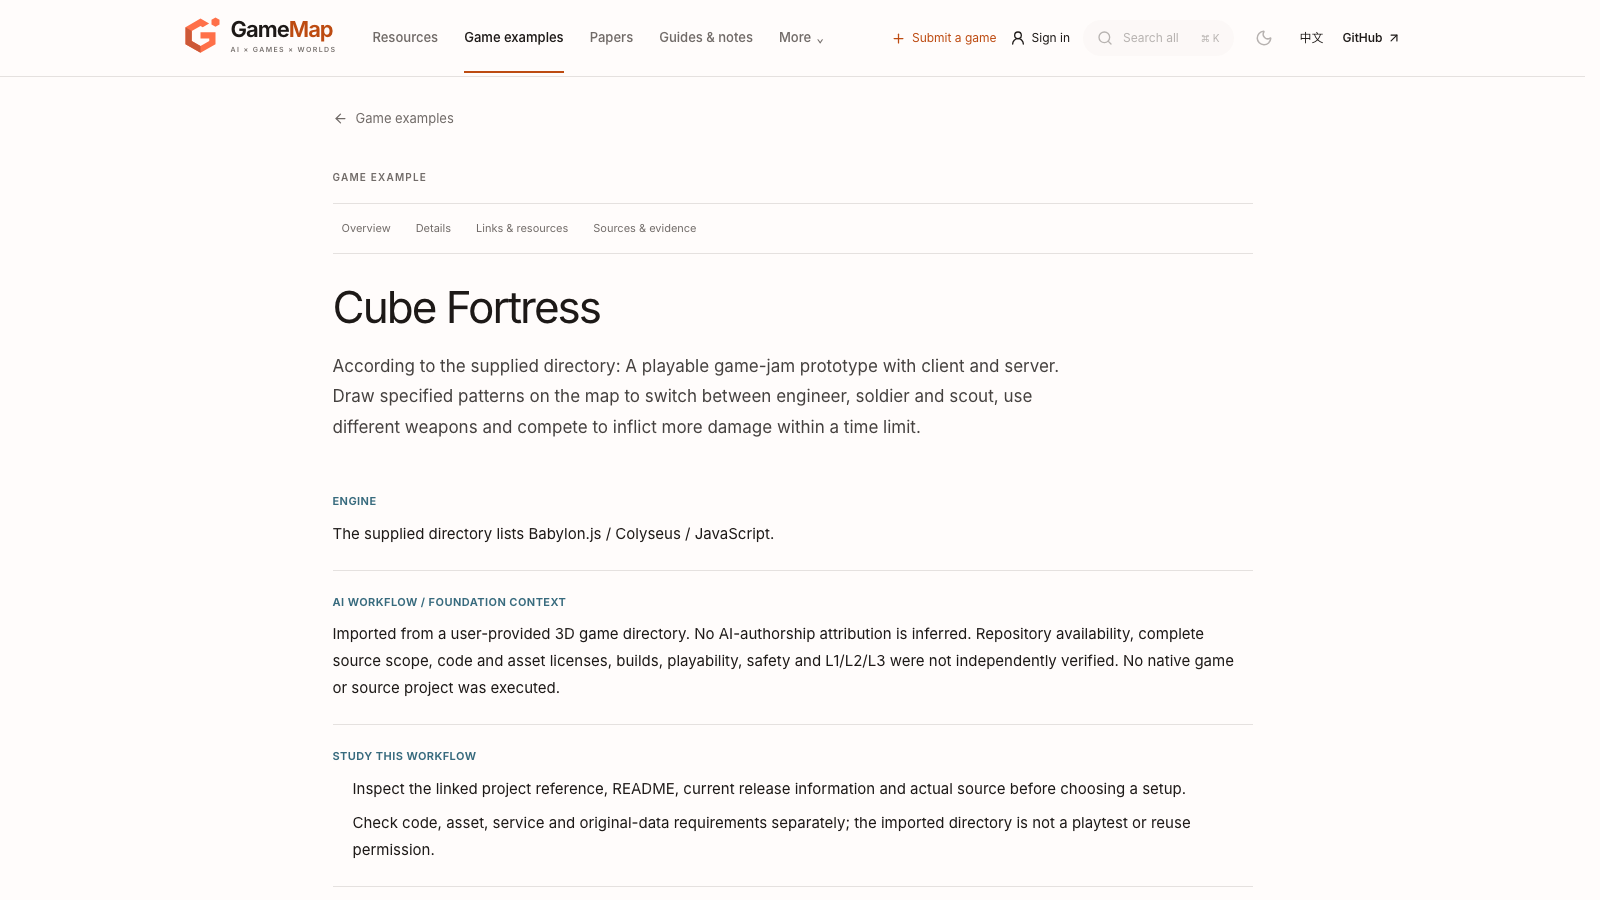 GameMap
AI × GAMES × WORLDS
Resources
Game examples
Papers
Guides & notes
More
Submit a game
Sign in
Search all
⌘ K
中文
GitHub
Game examples
GAME EXAMPLE
Overview
Details
Links & resources
Sources & evidence
Cube Fortress
According to the supplied directory: A playable game-jam prototype with client and server.
Draw specified patterns on the map to switch between engineer, soldier and scout, use
different weapons and compete to inflict more damage within a time limit.
ENGINE
The supplied directory lists Babylon.js / Colyseus / JavaScript.
AI WORKFLOW / FOUNDATION CONTEXT
Imported from a user-provided 3D game directory. No AI-authorship attribution is inferred. Repository availability, complete
source scope, code and asset licenses, builds, playability, safety and L1/L2/L3 were not independently verified. No native game
or source project was executed.
STUDY THIS WORKFLOW
Inspect the linked project reference, README, current release information and actual source before choosing a setup.
Check code, asset, service and original-data requirements separately; the imported directory is not a playtest or reuse
permission.